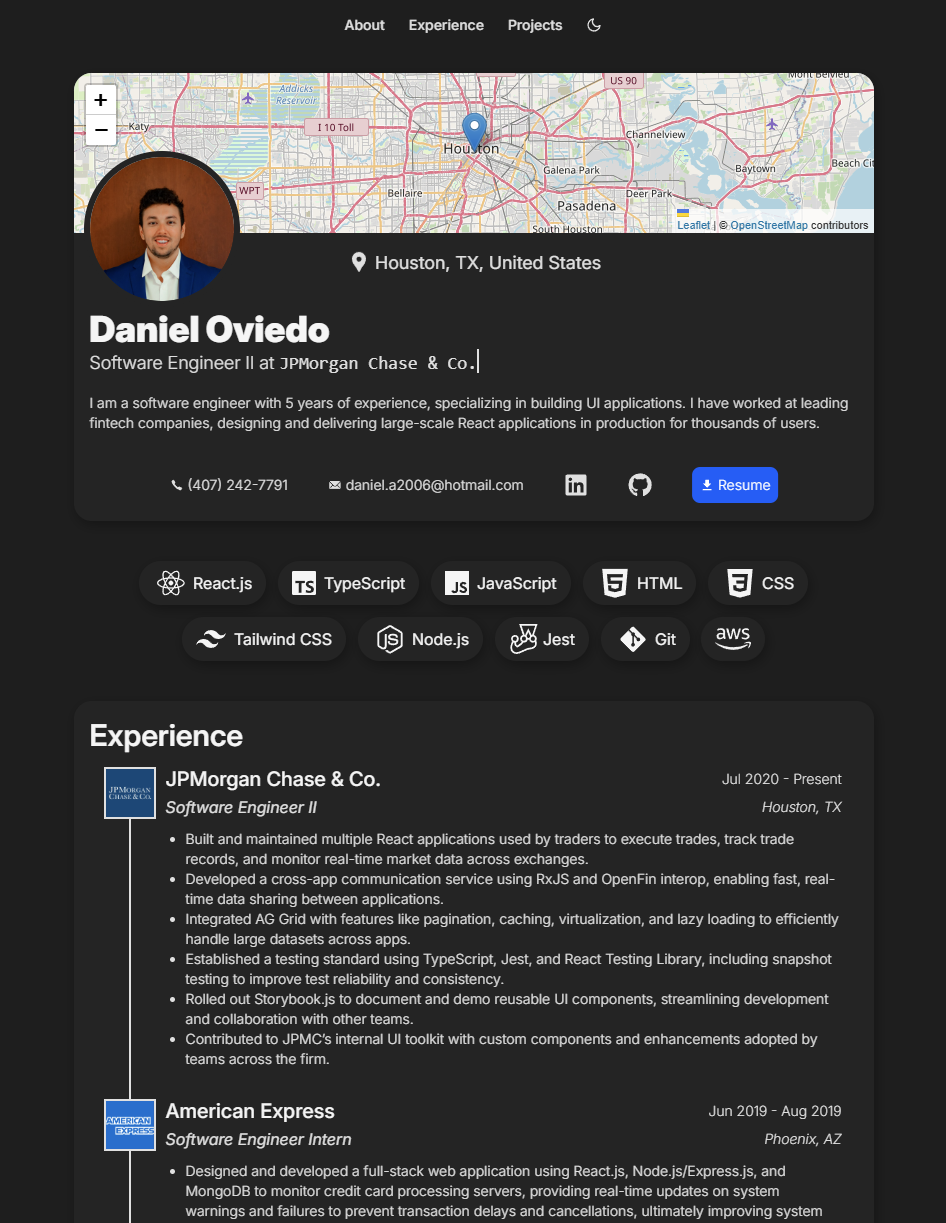 About Experience Projects
+
−
Addicks
Reservoir
US 90
Mont Belvieu
Katy
I 10 Toll
Houston
Channelview
Galena Park
Baytown
Beach Cit
WPT
Bellaire
Deer Park
Pasadena
South Houston
Leaflet | © OpenStreetMap contributors
Houston, TX, United States
Daniel Oviedo
Software Engineer II at JPMorgan Chase & Co.
I am a software engineer with 5 years of experience, specializing in building UI applications. I have worked at leading
fintech companies, designing and delivering large-scale React applications in production for thousands of users.
(407) 242-7791 daniel.a2006@hotmail.com in Resume
React.js TS TypeScript JS JavaScript 5 HTML 3 CSS
Tailwind CSS JS Node.js Jest Git aws
Experience
JPMORGAN
CHASE & CO.
JPMorgan Chase & Co. Jul 2020 - Present
Software Engineer II Houston, TX
• Built and maintained multiple React applications used by traders to execute trades, track trade
records, and monitor real-time market data across exchanges.
• Developed a cross-app communication service using RxJS and OpenFin interop, enabling fast, real-
time data sharing between applications.
• Integrated AG Grid with features like pagination, caching, virtualization, and lazy loading to efficiently
handle large datasets across apps.
• Established a testing standard using TypeScript, Jest, and React Testing Library, including snapshot
testing to improve test reliability and consistency.
• Rolled out Storybook.js to document and demo reusable UI components, streamlining development
and collaboration with other teams.
• Contributed to JPMC’s internal UI toolkit with custom components and enhancements adopted by
teams across the firm.
AMERICAN
EXPRESS
American Express Jun 2019 - Aug 2019
Software Engineer Intern Phoenix, AZ
• Designed and developed a full-stack web application using React.js, Node.js/Express.js, and
MongoDB to monitor credit card processing servers, providing real-time updates on system
warnings and failures to prevent transaction delays and cancellations, ultimately improving system